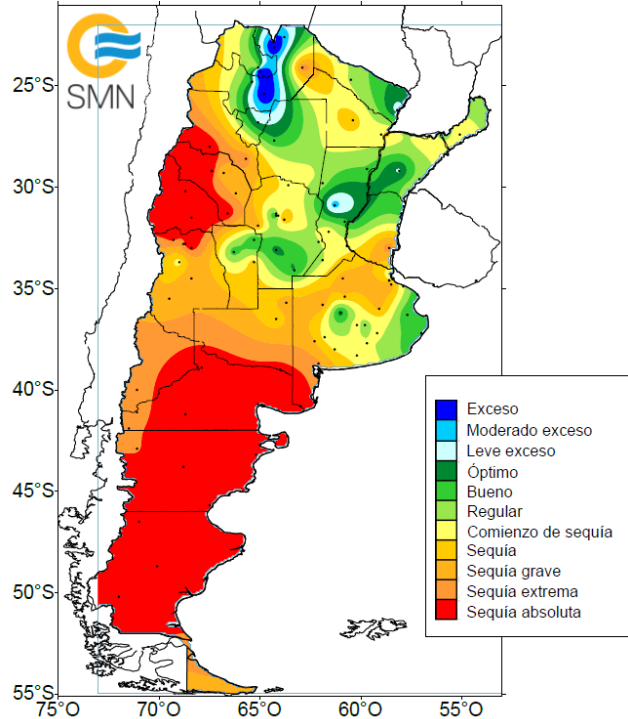 SMN
25°S
30°S
35°S
40°S
45°S
50°S
55°S
75°O
70°O
65°O
60°O
55°O
Exceso
Moderado exceso
Leve exceso
Óptimo
Bueno
Regular
Comienzo de sequía
Sequía
Sequía grave
Sequía extrema
Sequía absoluta